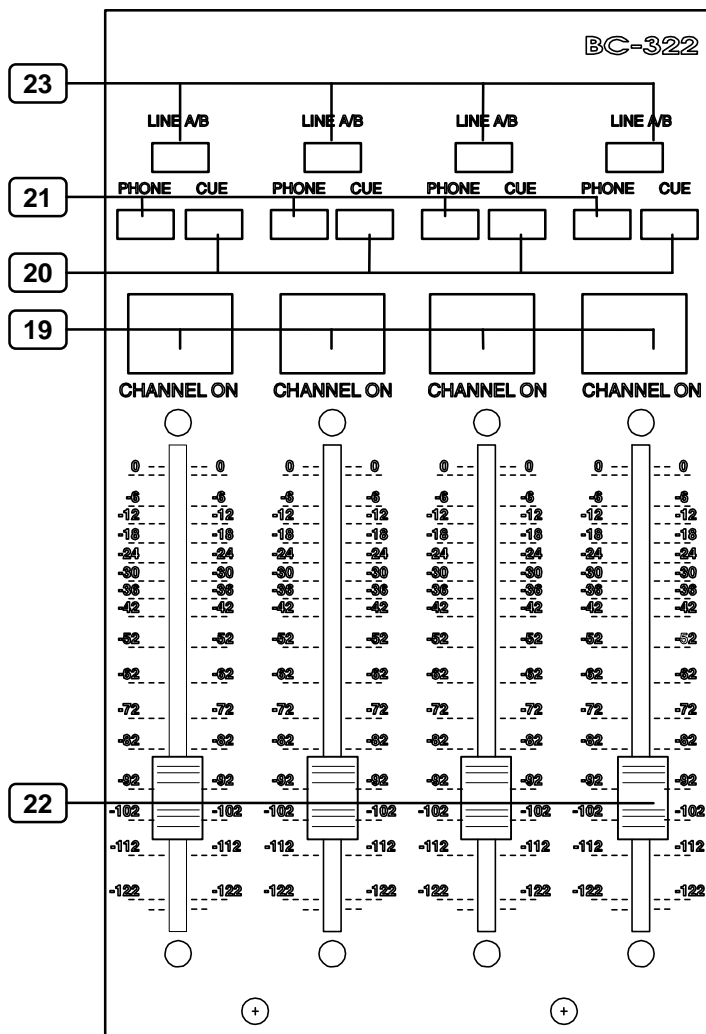 BC-322
23
LINE A/B LINE A/B LINE A/B LINE A/B
PHONE CUE PHONE CUE PHONE CUE PHONE CUE
21
20
19
CHANNEL ON CHANNEL ON CHANNEL ON CHANNEL ON
0 0 0 0 0 0 0 0
-6 -6 -6 -6 -6 -6 -6 -6
-12 -12 -12 -12 -12 -12 -12 -12
-18 -18 -18 -18 -18 -18 -18 -18
-24 -24 -24 -24 -24 -24 -24 -24
-30 -30 -30 -30 -30 -30 -30 -30
-36 -36 -36 -36 -36 -36 -36 -36
-42 -42 -42 -42 -42 -42 -42 -42
-52 -52 -52 -52 -52 -52 -52 -52
-62 -62 -62 -62 -62 -62 -62 -62
-72 -72 -72 -72 -72 -72 -72 -72
-82 -82 -82 -82 -82 -82 -82 -82
-92 -92 -92 -92 -92 -92 -92 -92
22
-102 -102 -102 -102 -102 -102 -102 -102
-112 -112 -112 -112 -112 -112 -112 -112
-122 -122 -122 -122 -122 -122 -122 -122